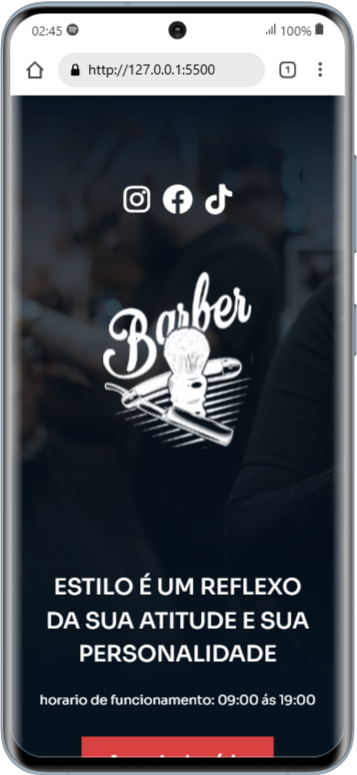 02:45
100%
http://127.0.0.1:5500
1
Barber
ESTILO É UM REFLEXO
DA SUA ATITUDE E SUA
PERSONALIDADE
horario de funcionamento: 09:00 ás 19:00